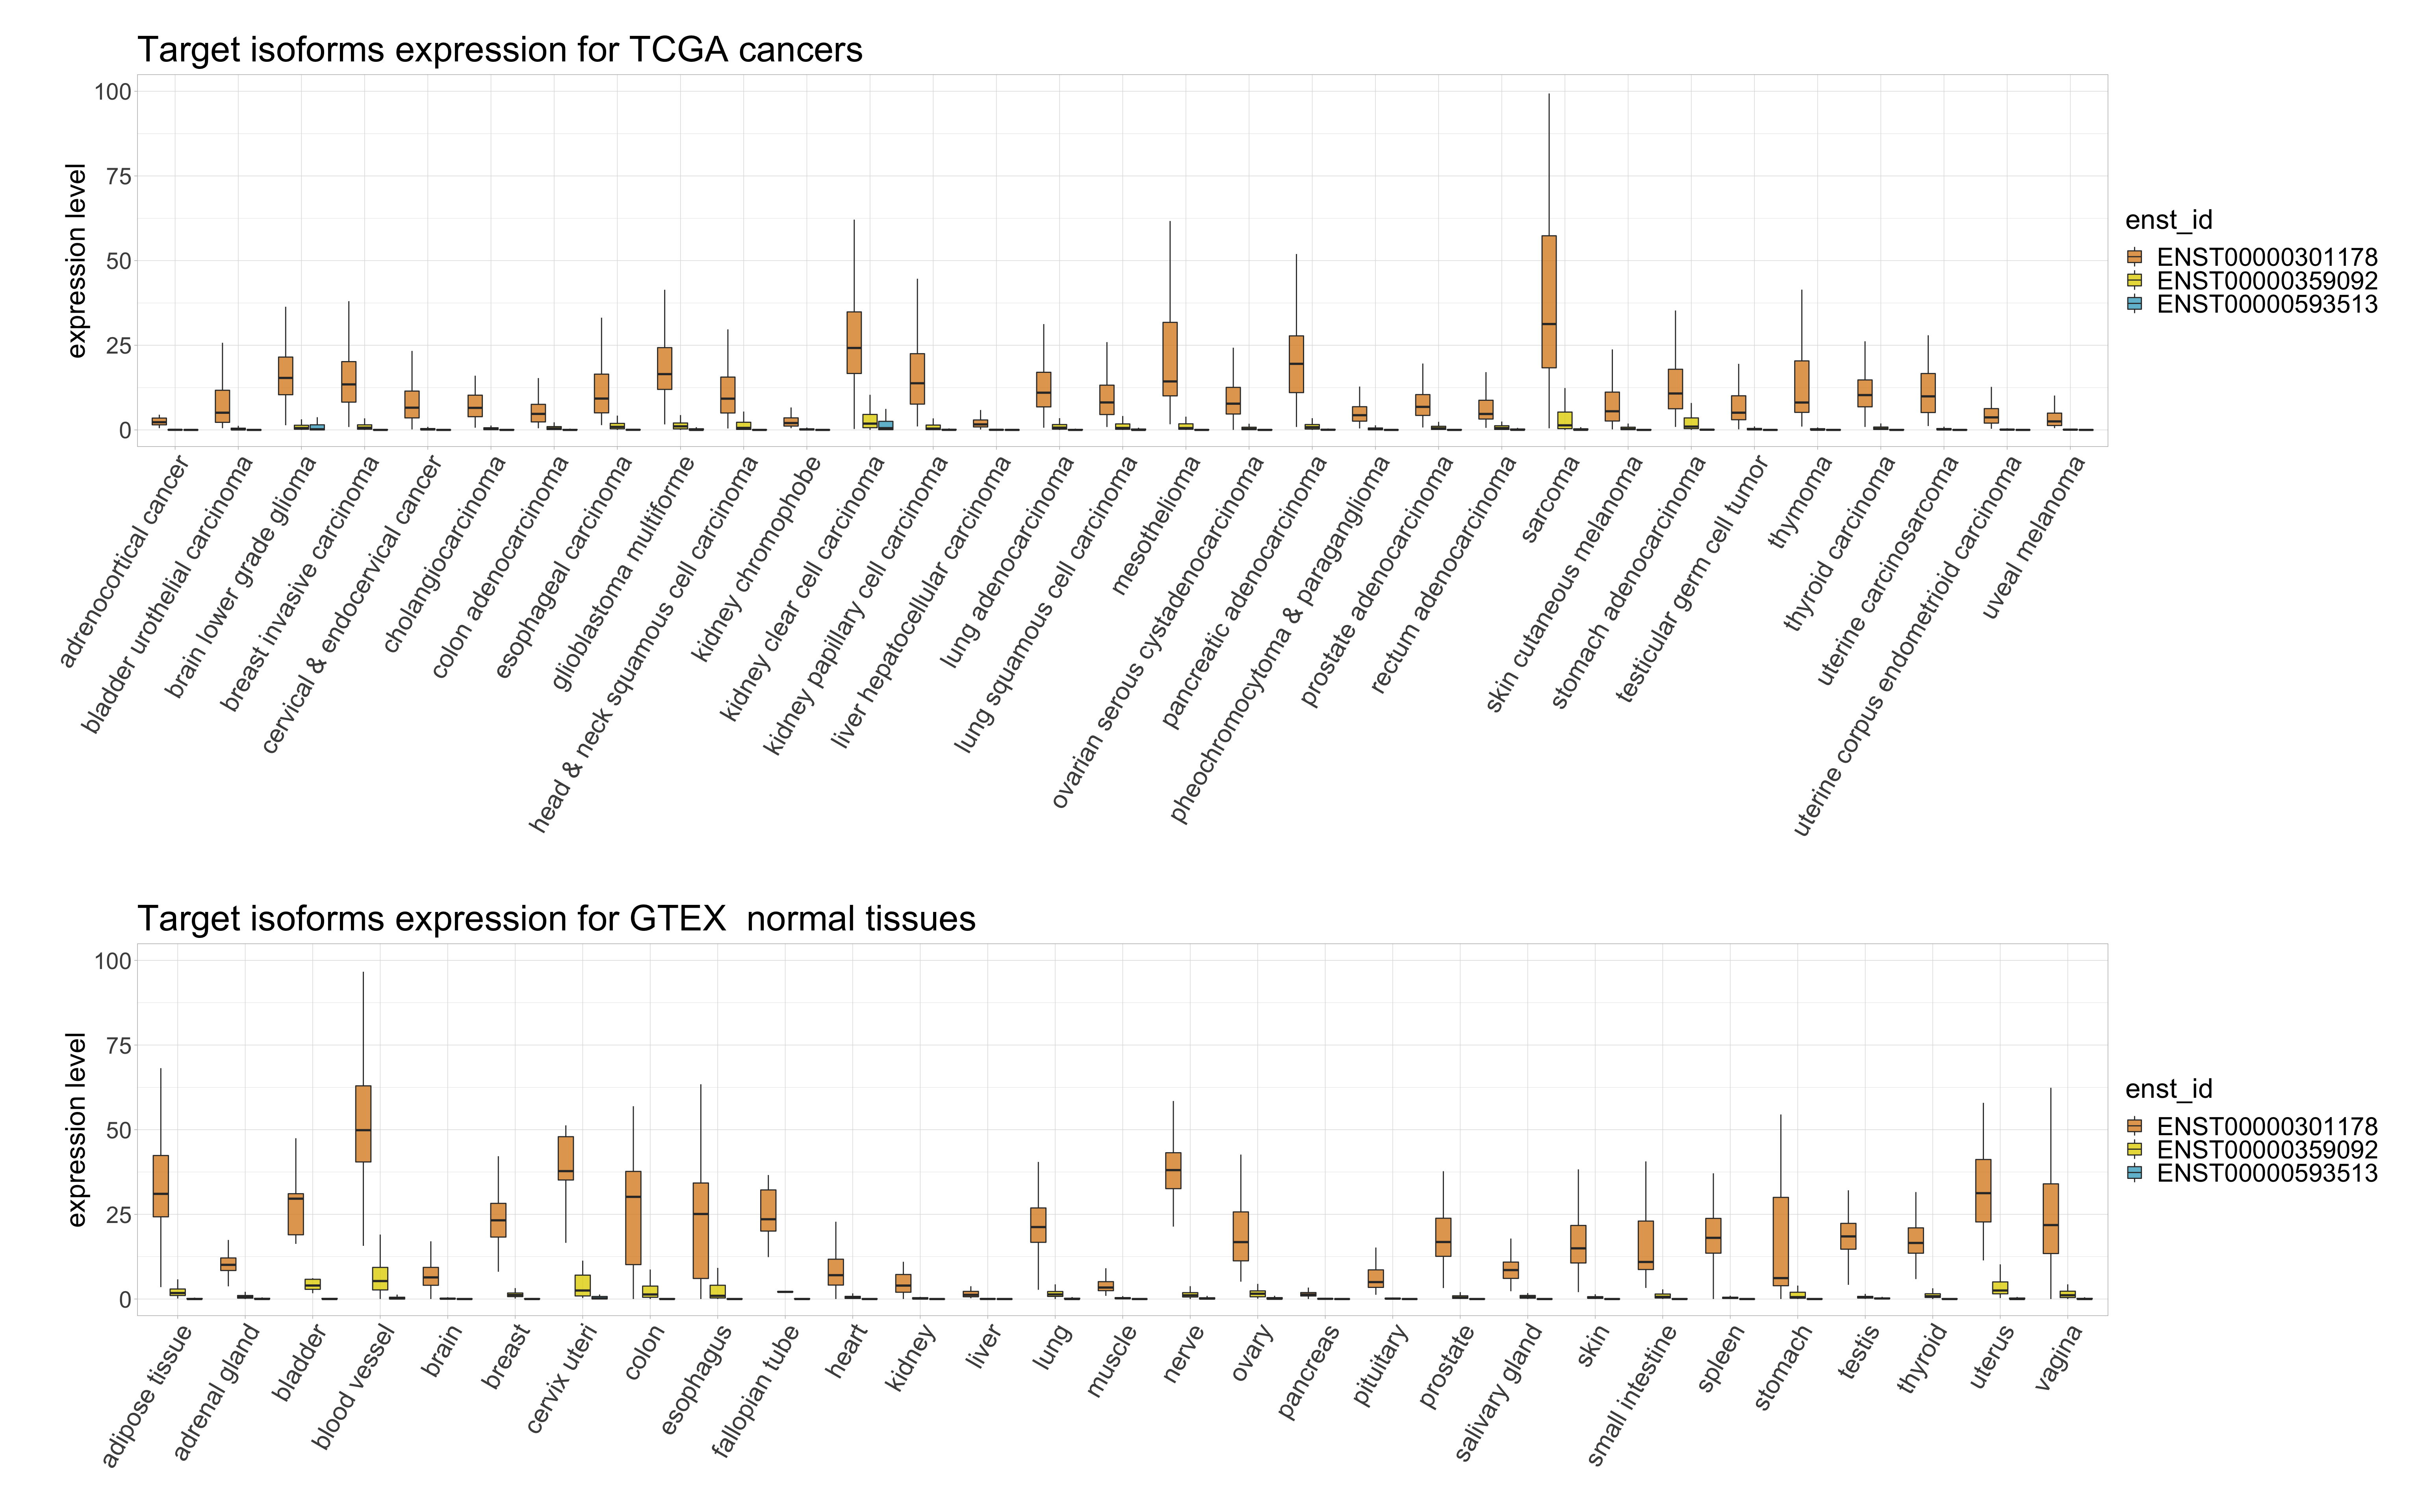 Target isoforms expression for TCGA cancers
expression level
100
75
50
25
0
adrenocortical cancer
bladder urothelial carcinoma
brain lower grade glioma
breast invasive carcinoma
cervical & endocervical cancer
cholangiocarcinoma
colon adenocarcinoma
esophageal carcinoma
glioblastoma multiforme
head & neck squamous cell carcinoma
kidney chromophobe
kidney clear cell carcinoma
kidney papillary cell carcinoma
liver hepatocellular carcinoma
lung adenocarcinoma
lung squamous cell carcinoma
mesothelioma
ovarian serous cystadenocarcinoma
pancreatic adenocarcinoma
pheochromocytoma & paraganglioma
prostate adenocarcinoma
rectum adenocarcinoma
sarcoma
skin cutaneous melanoma
stomach adenocarcinoma
testicular germ cell tumor
thymoma
thyroid carcinoma
uterine carcinosarcoma
uterine corpus endometrioid carcinoma
uveal melanoma
enst_id
ENST00000301178
ENST00000359092
ENST00000593513
Target isoforms expression for GTEX  normal tissues
expression level
100
75
50
25
0
adipose tissue
adrenal gland
bladder
blood vessel
brain
breast
cervix uteri
colon
esophagus
fallopian tube
heart
kidney
liver
lung
muscle
nerve
ovary
pancreas
pituitary
prostate
salivary gland
skin
small intestine
spleen
stomach
testis
thyroid
uterus
vagina
enst_id
ENST00000301178
ENST00000359092
ENST00000593513